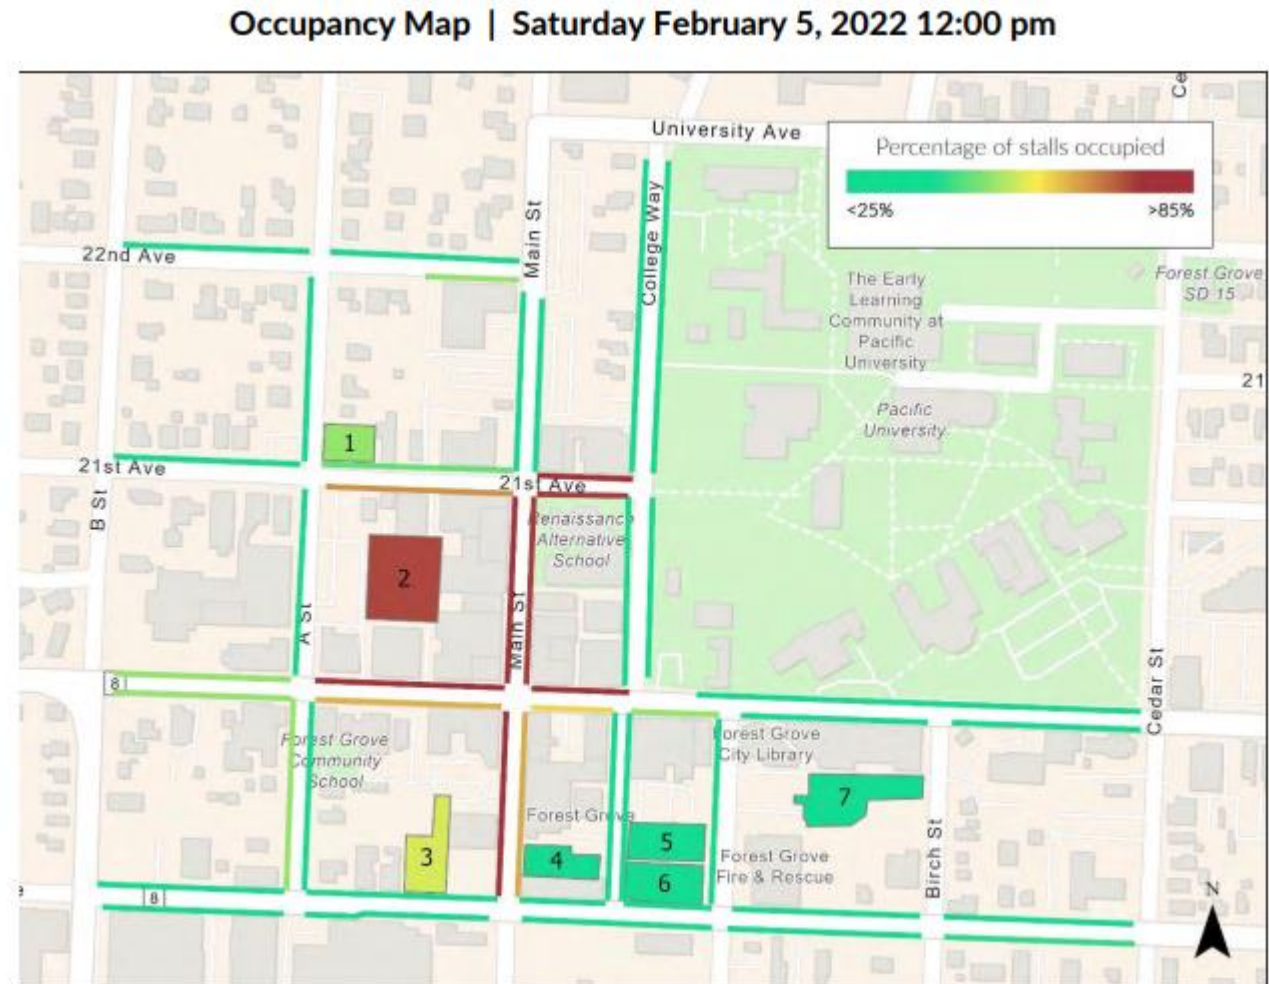 Occupancy Map | Saturday February 5, 2022 12:00 pm
Ce
University Ave
Percentage of stalls occupied
<25%
>85%
Main St
College Way
22nd Ave
The Early
Learning
Community at
Pacific
University
Forest Grove
SD 15
21
Pacific
University
1
21st Ave
21st Ave
B St
Renaissance
Alternative
School
2
A St
Main St
8
Cedar St
Forest Grove
Community
School
Forest Grove
City Library
7
Forest Grove
5
3
4
6
Forest Grove
Fire & Rescue
Birch St
8
e
N